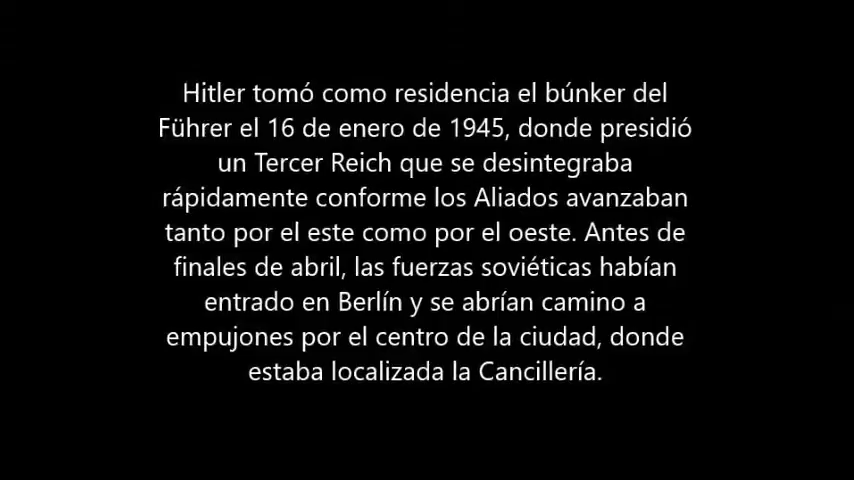 Hitler tomó como residencia el búnker del
Führer el 16 de enero de 1945, donde presidió
un Tercer Reich que se desintegraba
rápidamente conforme los Aliados avanzaban
tanto por el este como por el oeste. Antes de
finales de abril, las fuerzas soviéticas habían
entrado en Berlín y se abrían camino a
empujones por el centro de la ciudad, donde
estaba localizada la Cancillería.